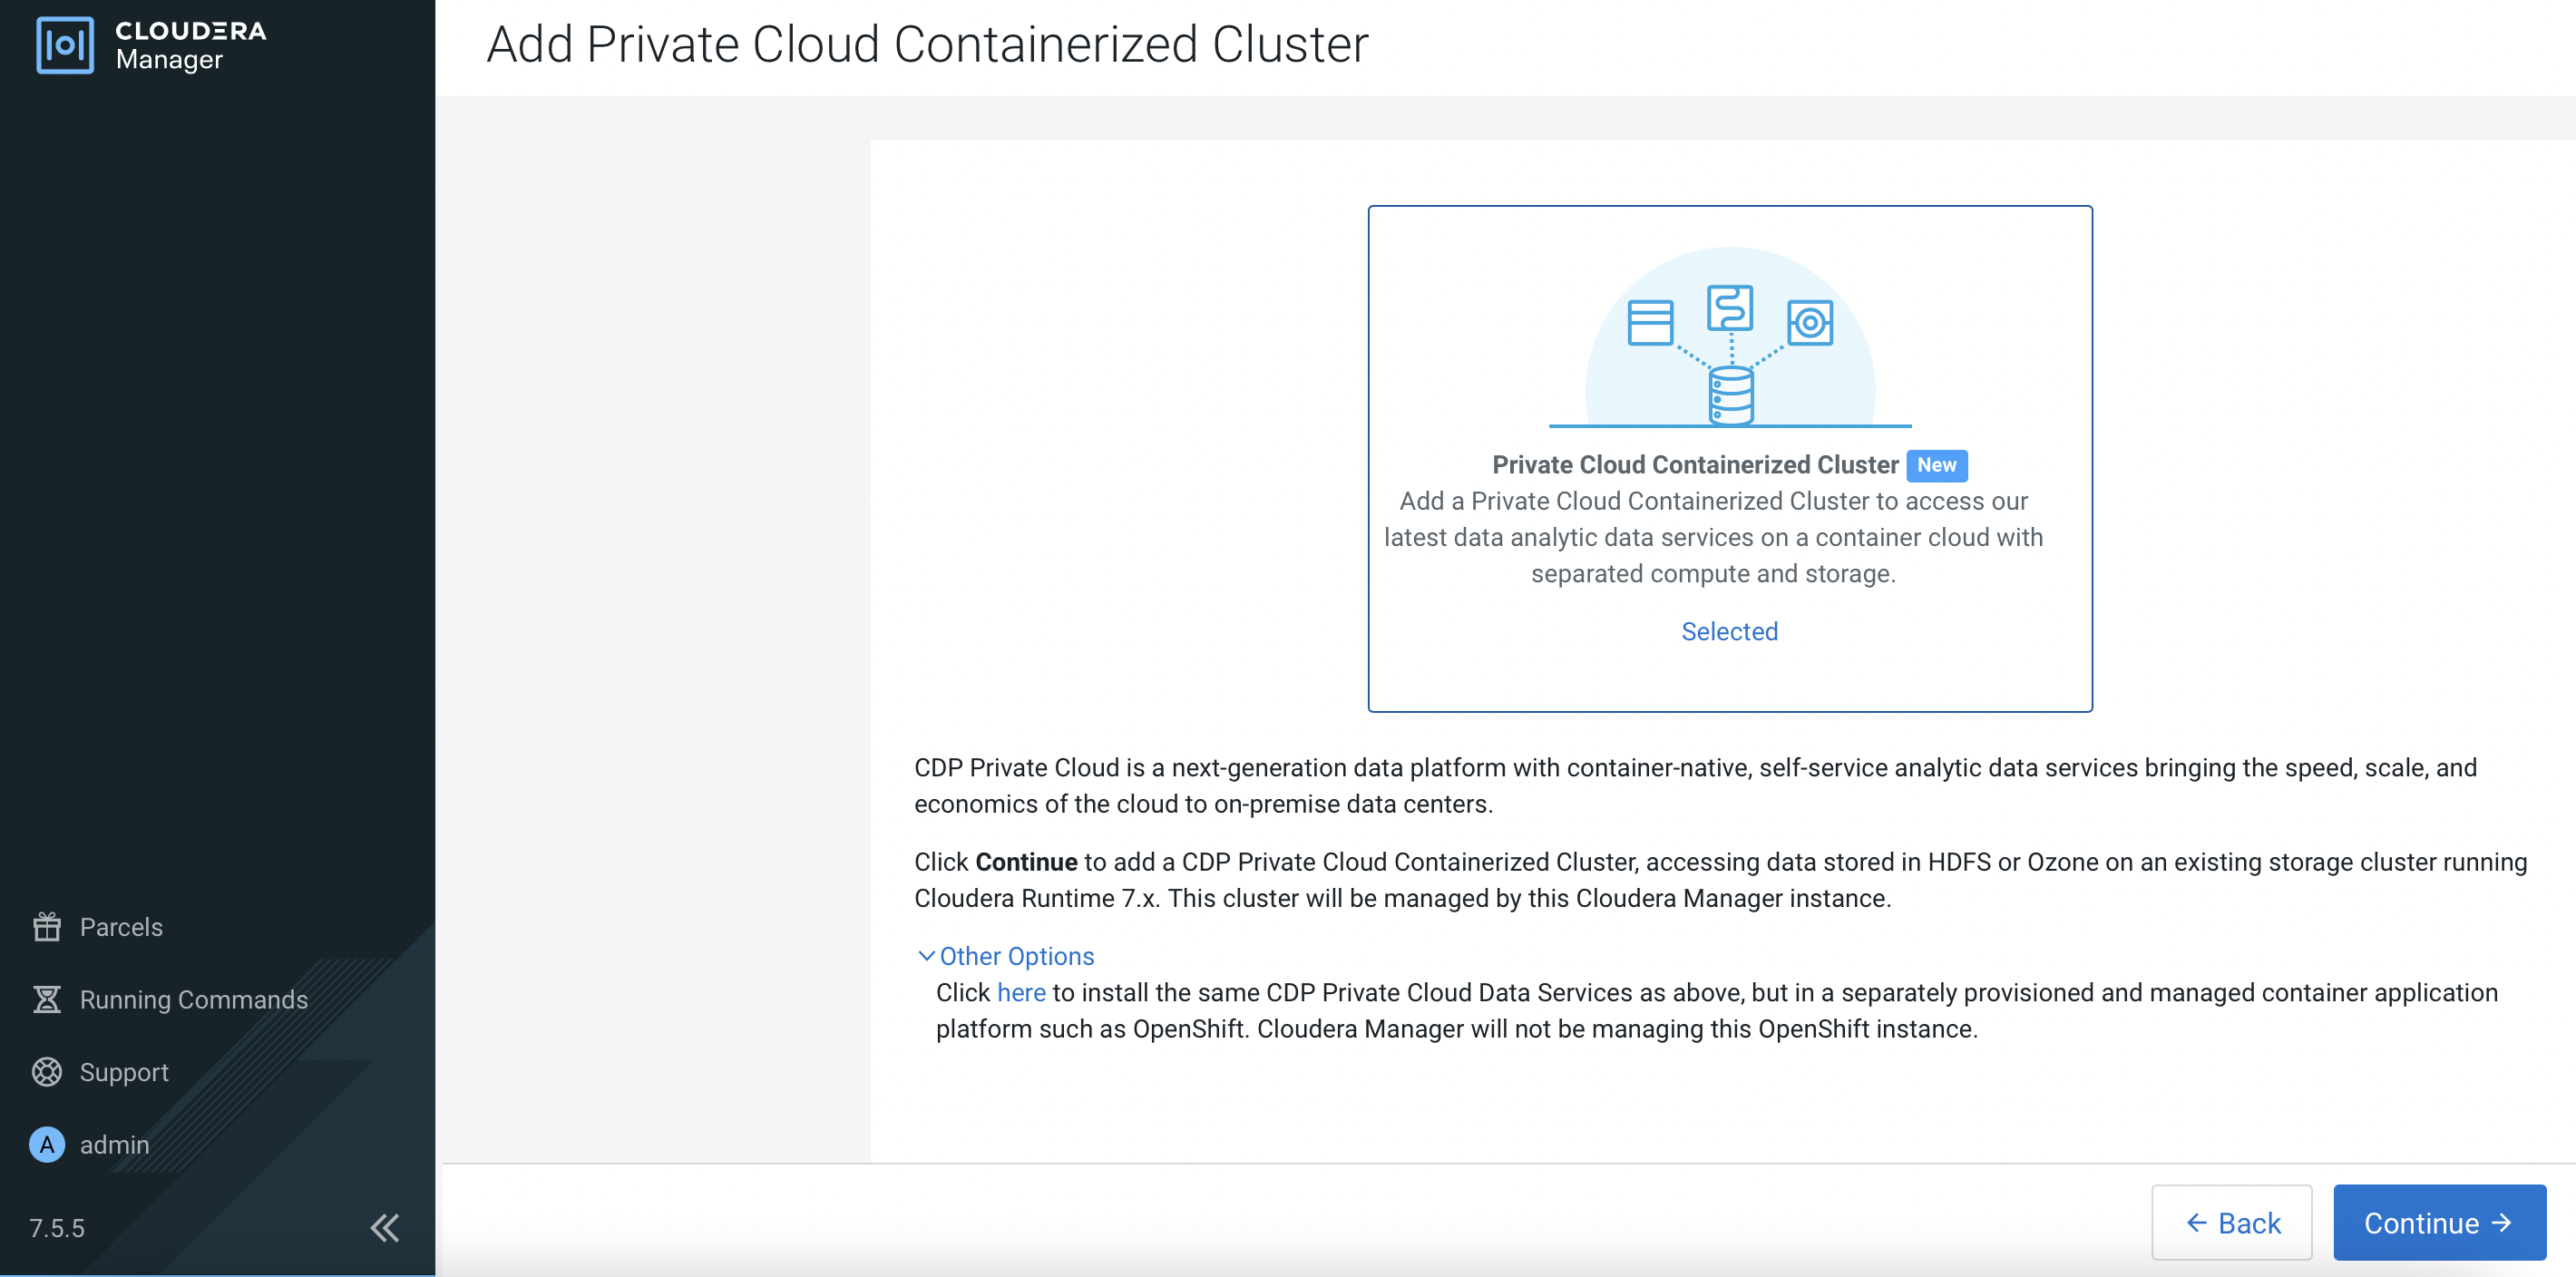 CLOUDERA
Manager
Add Private Cloud Containerized Cluster
Private Cloud Containerized Cluster New
Add a Private Cloud Containerized Cluster to access our
latest data analytic data services on a container cloud with
separated compute and storage.
Selected
CDP Private Cloud is a next-generation data platform with container-native, self-service analytic data services bringing the speed, scale, and
economics of the cloud to on-premise data centers.
Click Continue to add a CDP Private Cloud Containerized Cluster, accessing data stored in HDFS or Ozone on an existing storage cluster running
Cloudera Runtime 7.x. This cluster will be managed by this Cloudera Manager instance.
Other Options
Click here to install the same CDP Private Cloud Data Services as above, but in a separately provisioned and managed container application
platform such as OpenShift. Cloudera Manager will not be managing this OpenShift instance.
Parcels
Running Commands
Support
A admin
7.5.5
Back
Continue